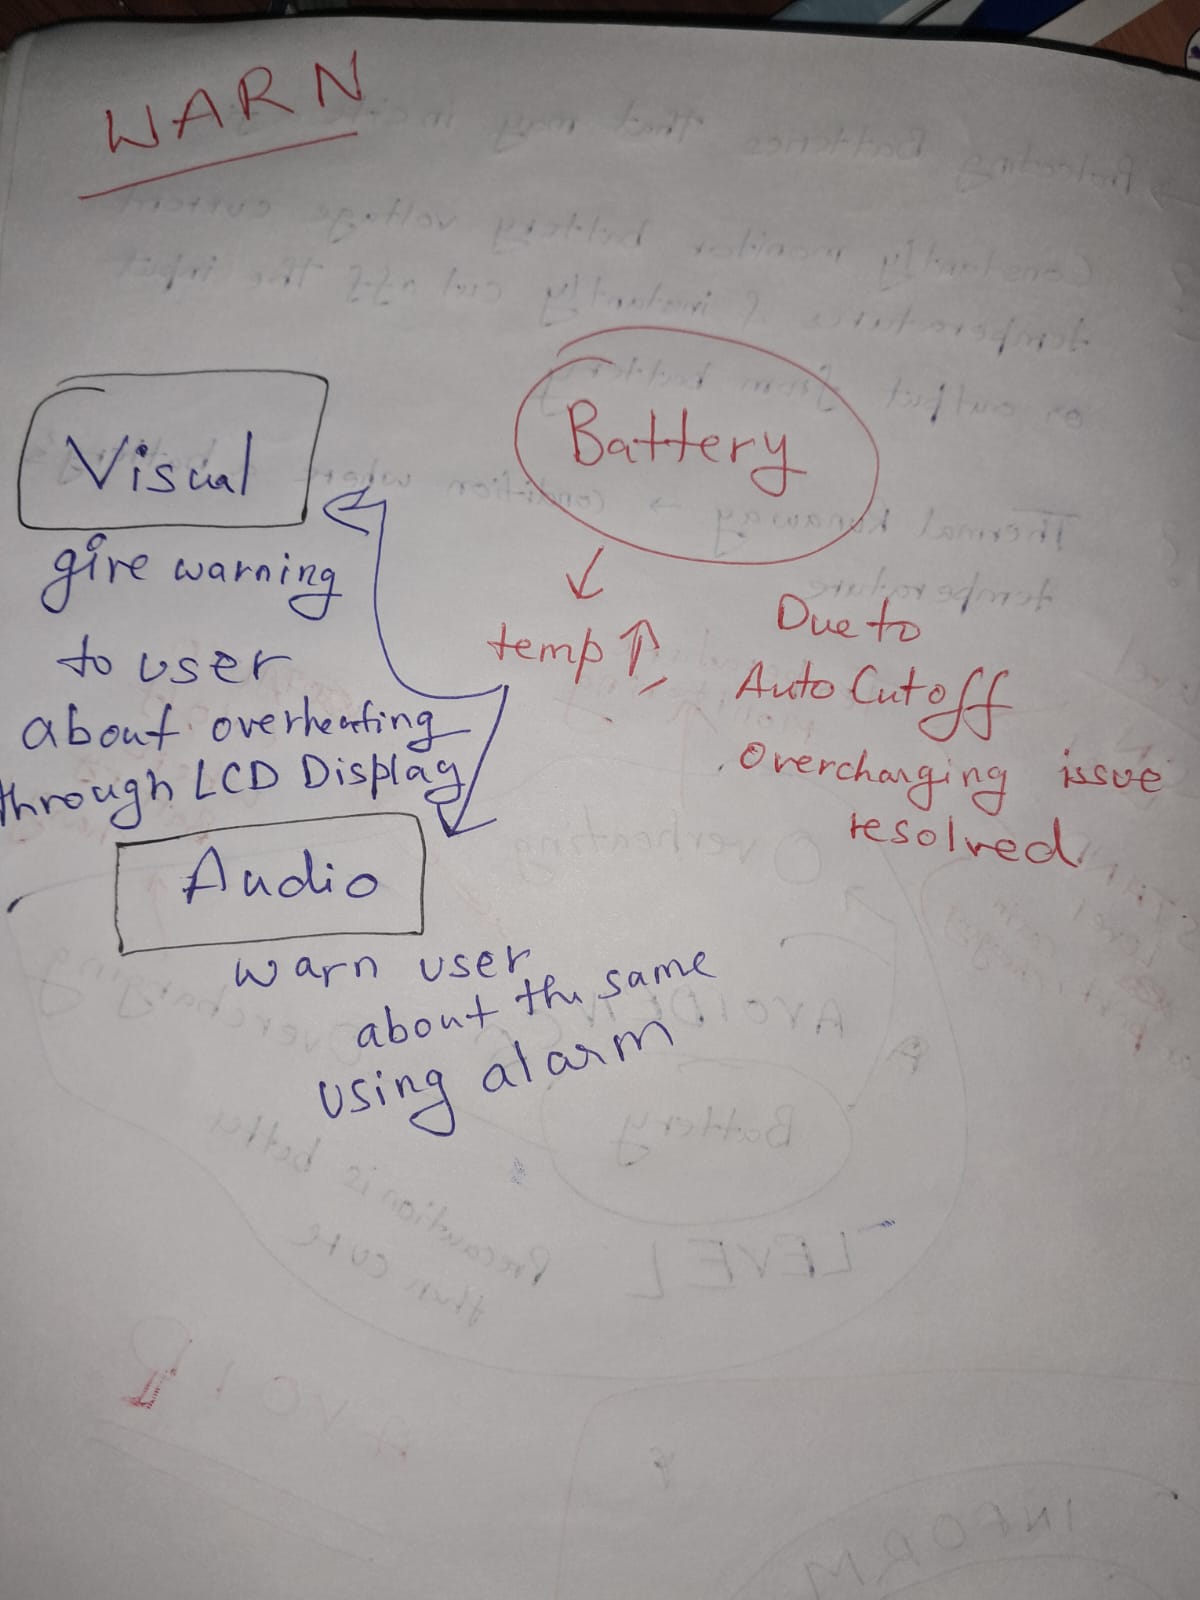 WARN
Visual
give warning
to user
about overheating
through LCD Display
Battery
temp ↑
Due to
Auto Cutoff
overcharging issue
resolved
Audio
warn user
about the same
using alarm